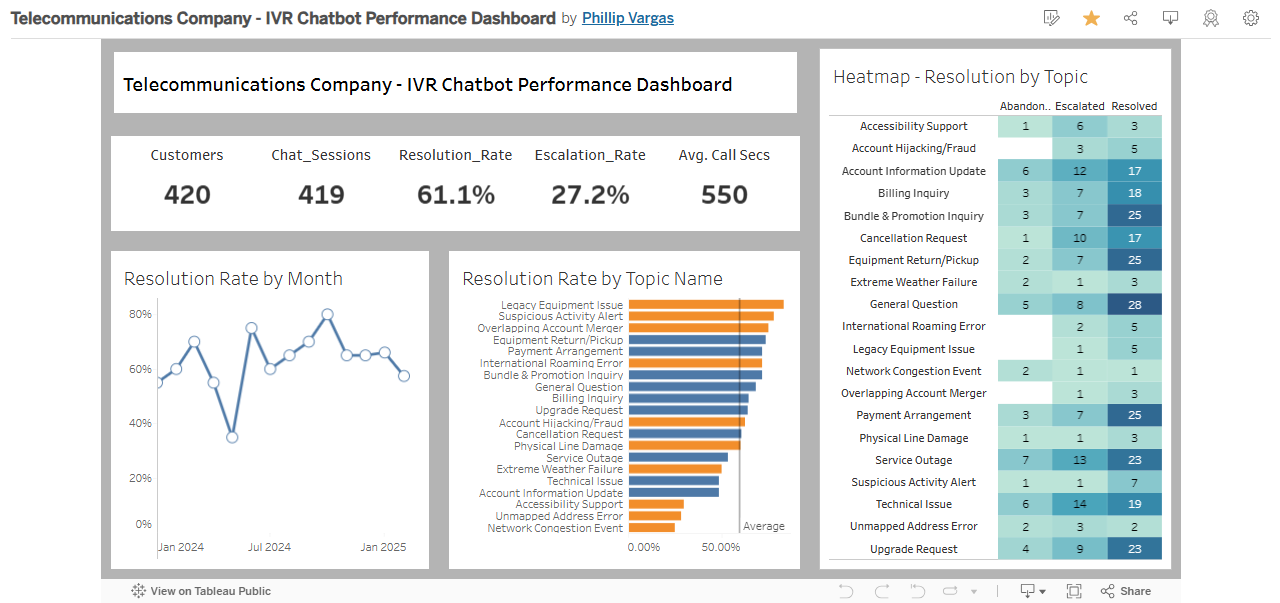 Telecommunications Company - IVR Chatbot Performance Dashboard by Phillip Vargas
Telecommunications Company - IVR Chatbot Performance Dashboard
Customers Chat_Sessions Resolution_Rate Escalation_Rate Avg. Call Secs
420 419 61.1% 27.2% 550
Resolution Rate by Month
80%
60%
40%
20%
0%
Jan 2024 Jul 2024 Jan 2025
Resolution Rate by Topic Name
Legacy Equipment Issue
Suspicious Activity Alert
Overlapping Account Merger
Equipment Return/Pickup
Payment Arrangement
International Roaming Error
Bundle & Promotion Inquiry
General Question
Billing Inquiry
Upgrade Request
Account Hijacking/Fraud
Cancellation Request
Physical Line Damage
Service Outage
Extreme Weather Failure
Technical Issue
Account Information Update
Accessibility Support
Unmapped Address Error
Network Congestion Event
Average
0.00% 50.00%
Heatmap - Resolution by Topic
Abandon.. Escalated Resolved
Accessibility Support 1 6 3
Account Hijacking/Fraud 3 5
Account Information Update 6 12 17
Billing Inquiry 3 7 18
Bundle & Promotion Inquiry 3 7 25
Cancellation Request 1 10 17
Equipment Return/Pickup 2 7 25
Extreme Weather Failure 2 1 3
General Question 5 8 28
International Roaming Error 2 5
Legacy Equipment Issue 1 5
Network Congestion Event 2 1 1
Overlapping Account Merger 1 3
Payment Arrangement 3 7 25
Physical Line Damage 1 1 3
Service Outage 7 13 23
Suspicious Activity Alert 1 1 7
Technical Issue 6 14 19
Unmapped Address Error 2 3 2
Upgrade Request 4 9 23
View on Tableau Public Share